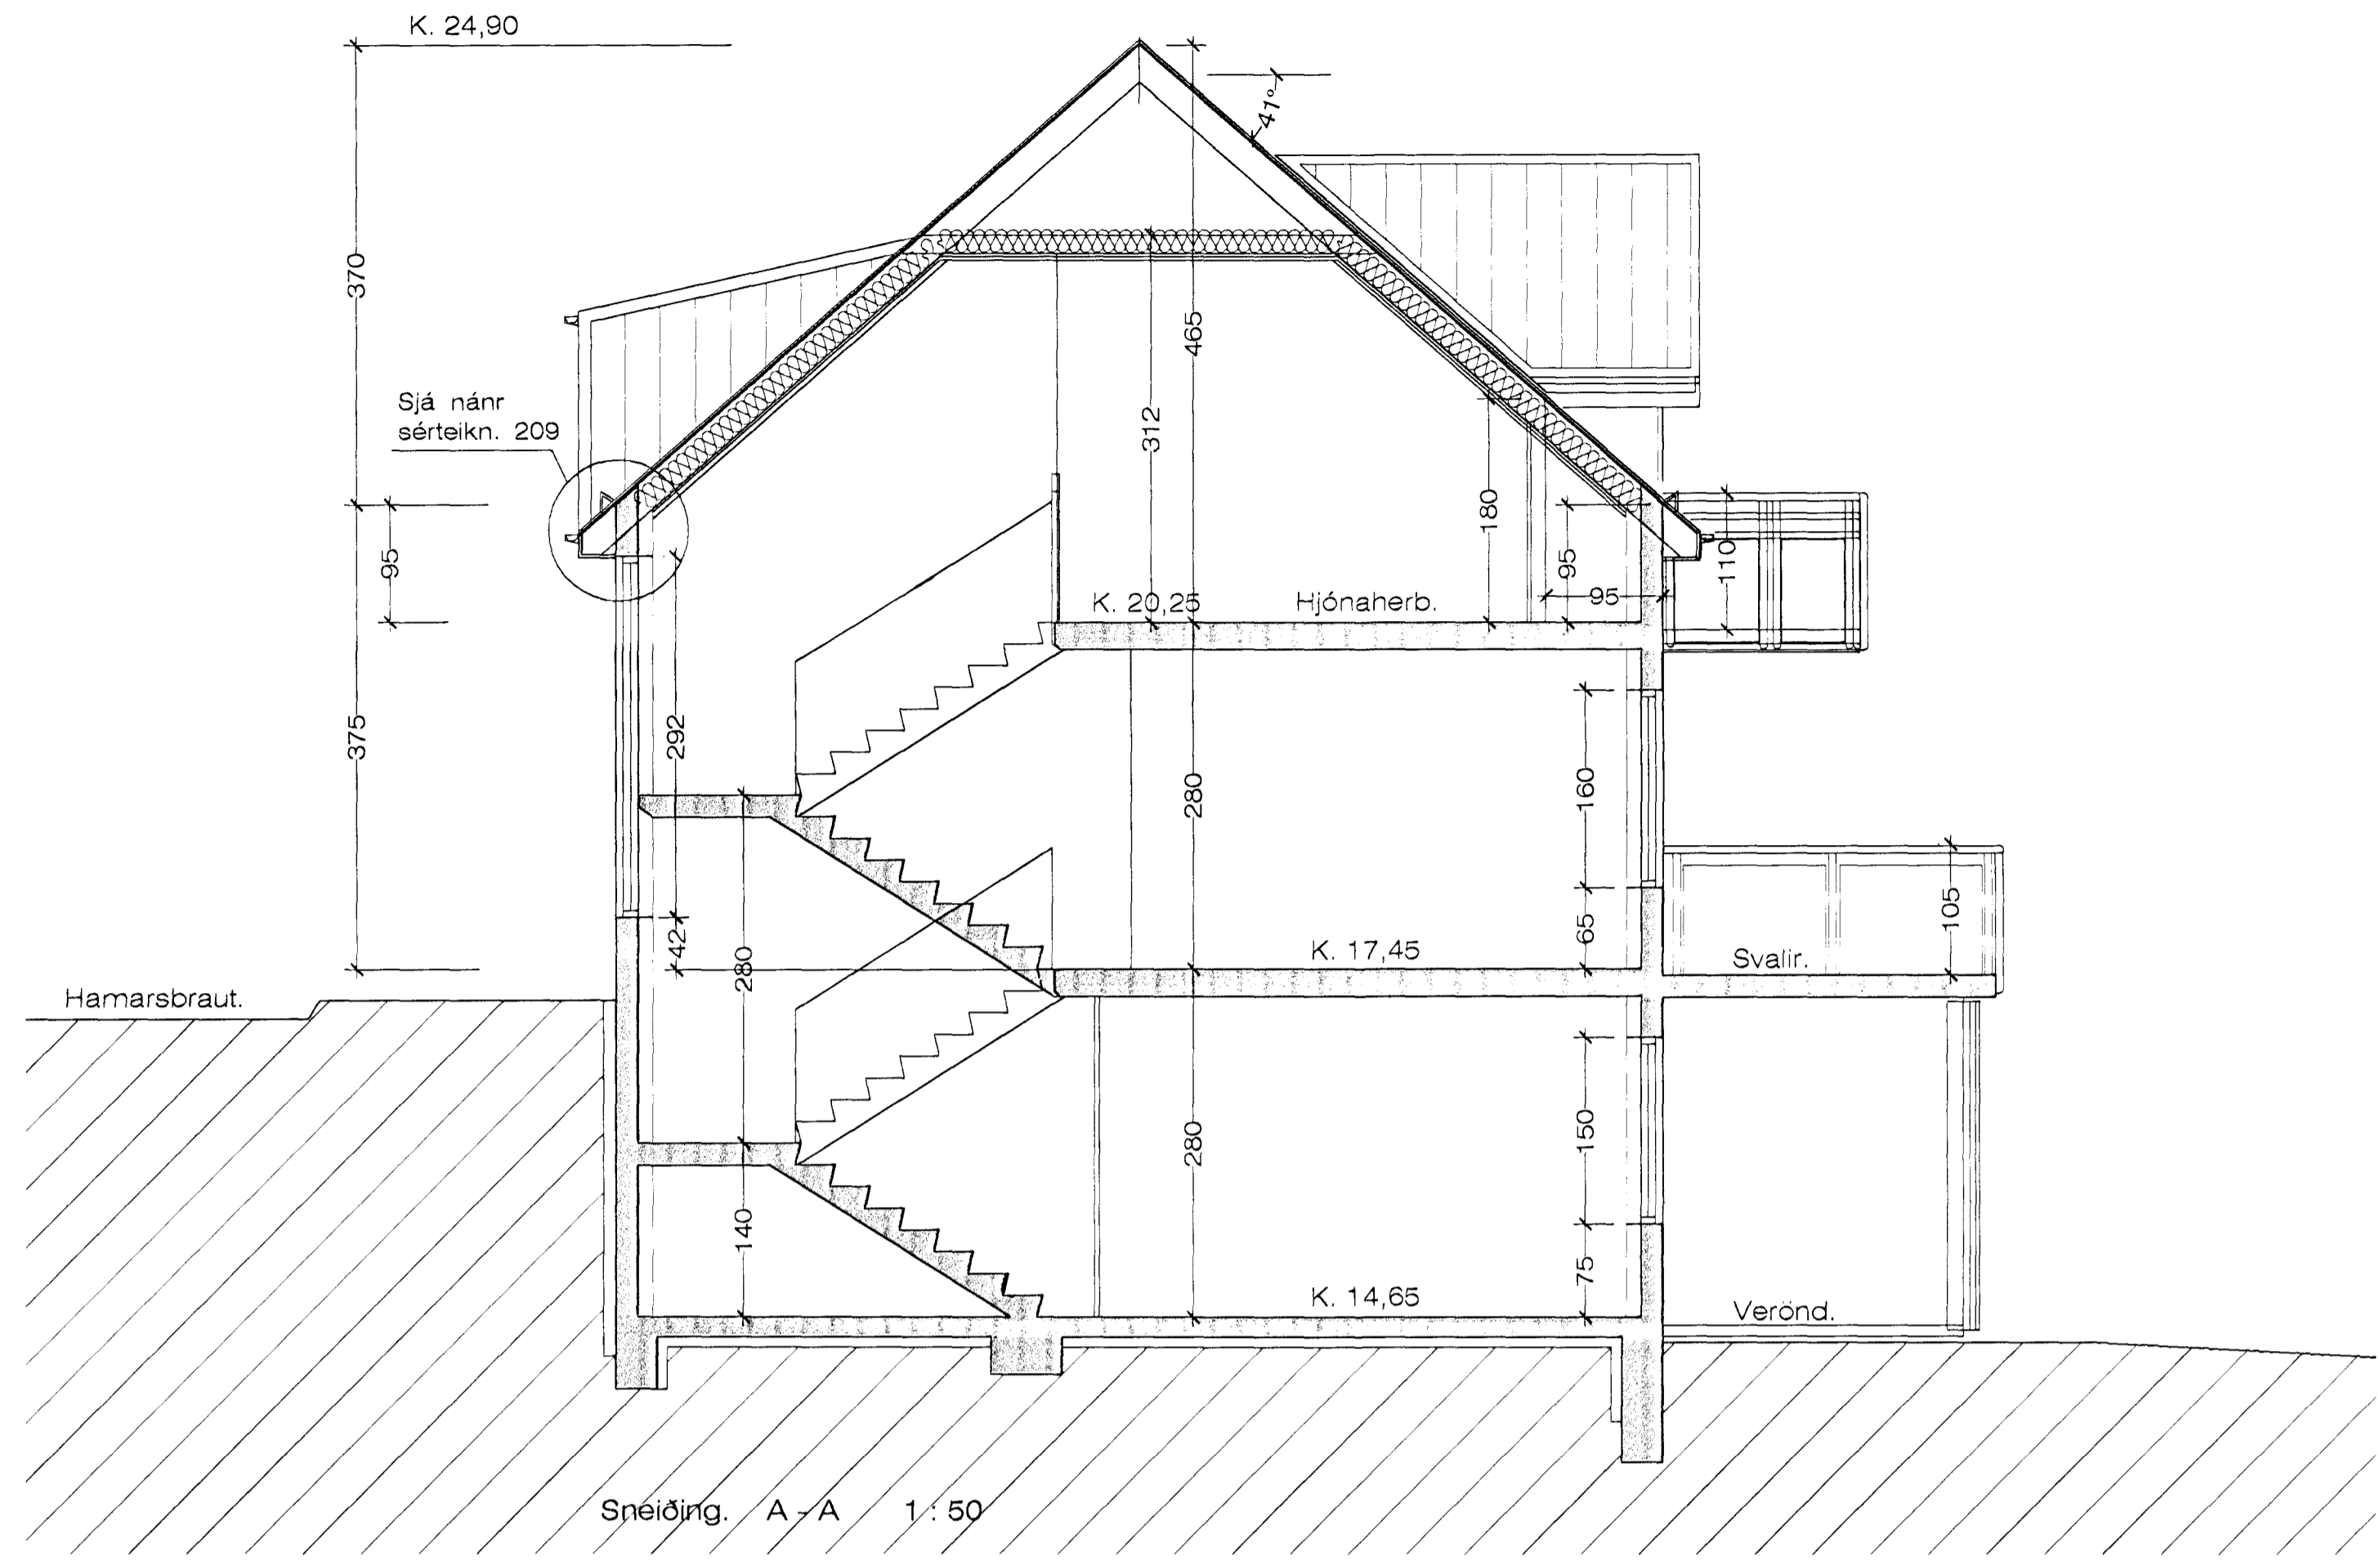 K. 24,90
41°
370
465
312
Sjá nánr
sérteikn. 209
95
180
95
95
110
K. 20,25
Hjónaherb.
375
292
280
160
65
105
42
280
K. 17,45
Svalir.
Hamarsbraut.
280
150
140
75
K. 14,65
Verönd.
Sneiðing. A - A 1 : 50